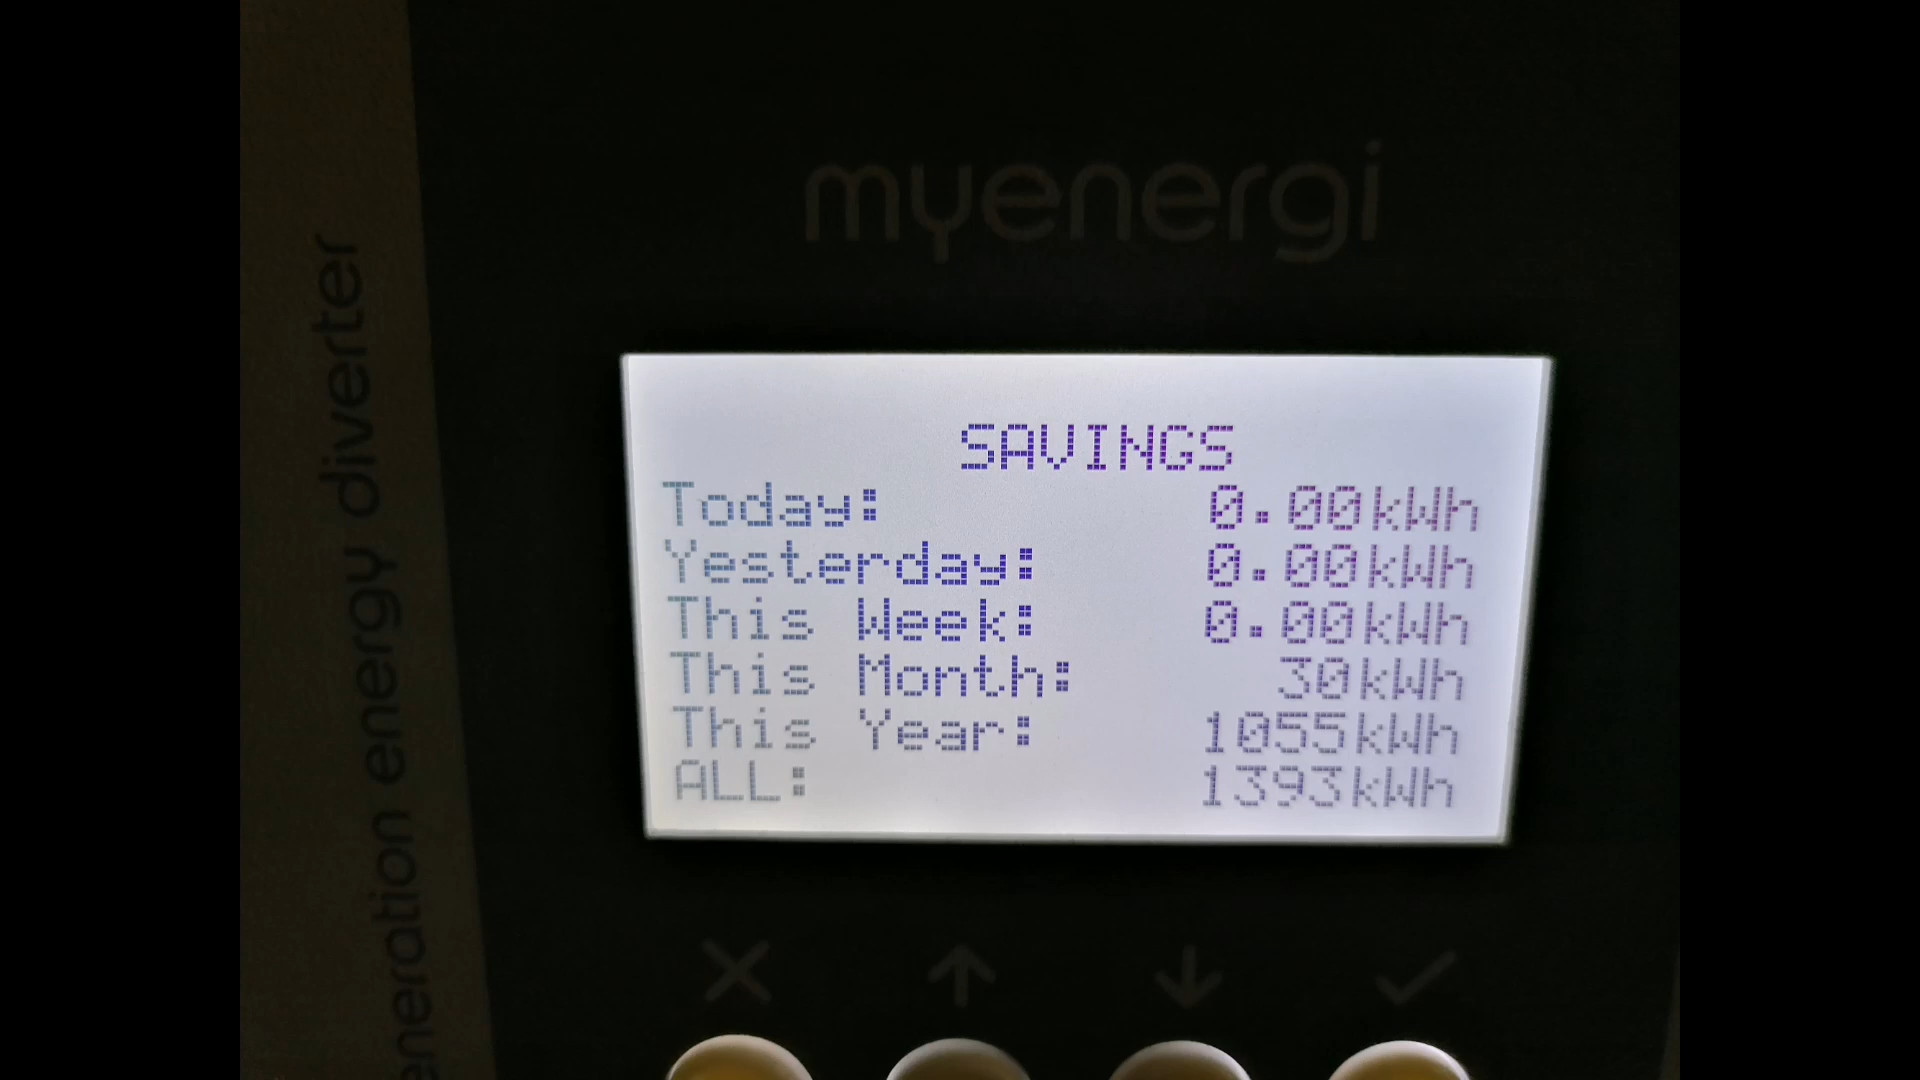 myenergi
SAVINGS
Today: 0.00kWh
Yesterday: 0.00kWh
This Week: 0.00kWh
This Month: 30kWh
This Year: 1055kWh
ALL: 1393kWh
eneration energy diverter